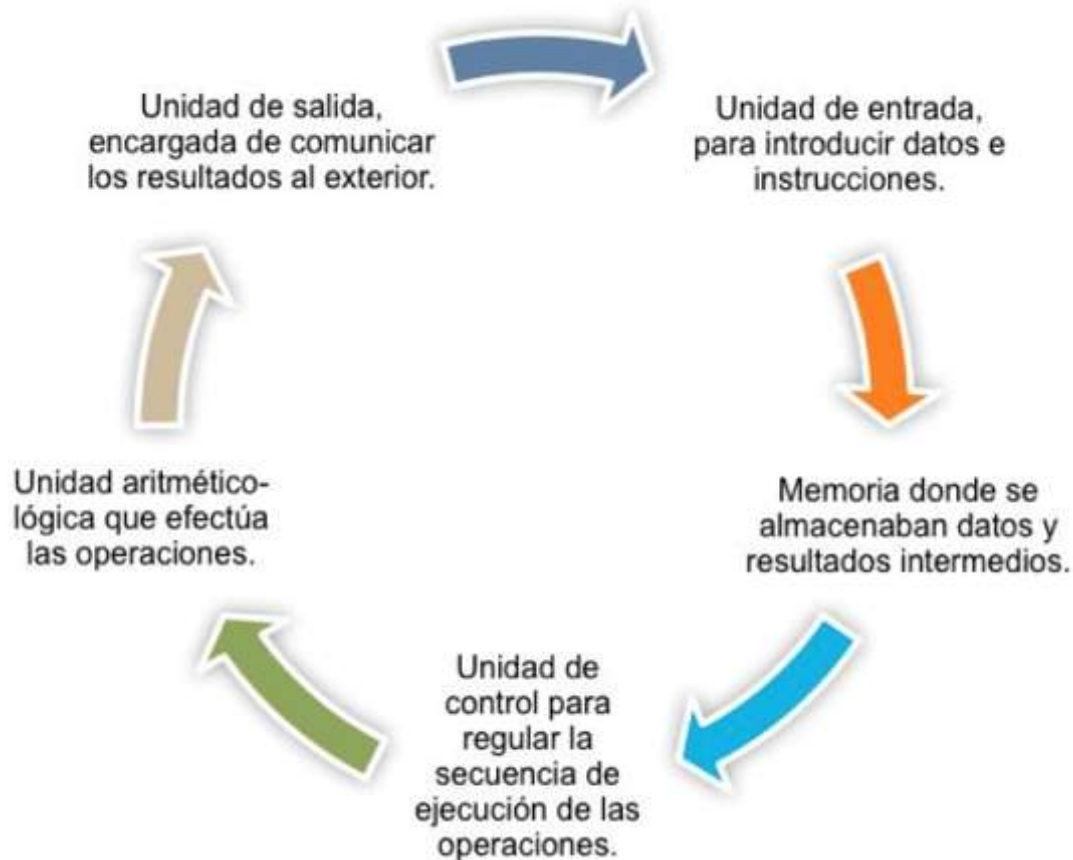 Unidad de salida,
encargada de comunicar
los resultados al exterior.
Unidad de entrada,
para introducir datos e
instrucciones.
Memoria donde se
almacenaban datos y
resultados intermedios.
Unidad de
control para
regular la
secuencia de
ejecución de las
operaciones.
Unidad aritmético-
lógica que efectúa
las operaciones.